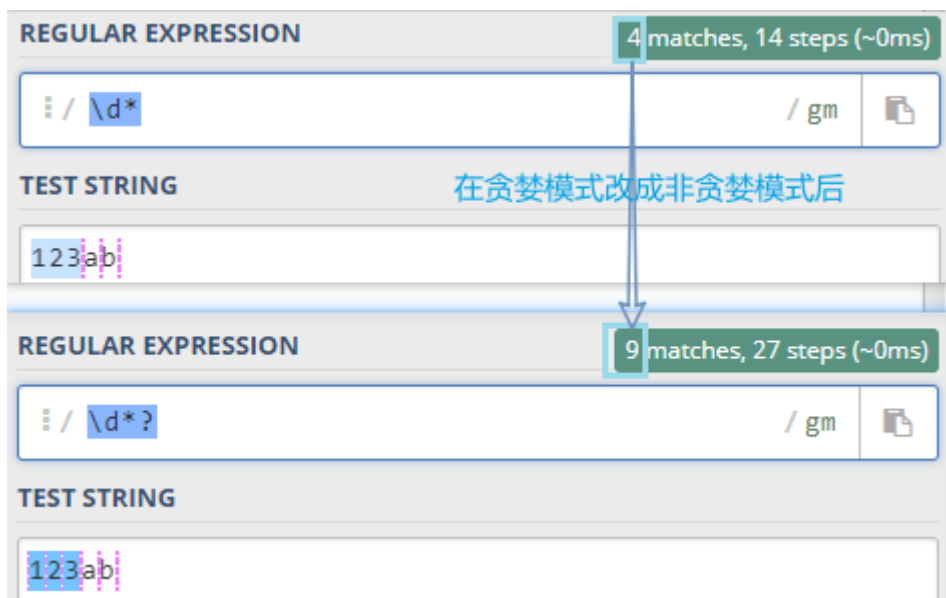 REGULAR EXPRESSION
4 matches, 14 steps (~0ms)
/ \d* / gm
TEST STRING
在贪婪模式改成非贪婪模式后
123ab
REGULAR EXPRESSION
9 matches, 27 steps (~0ms)
/ \d*? / gm
TEST STRING
123ab